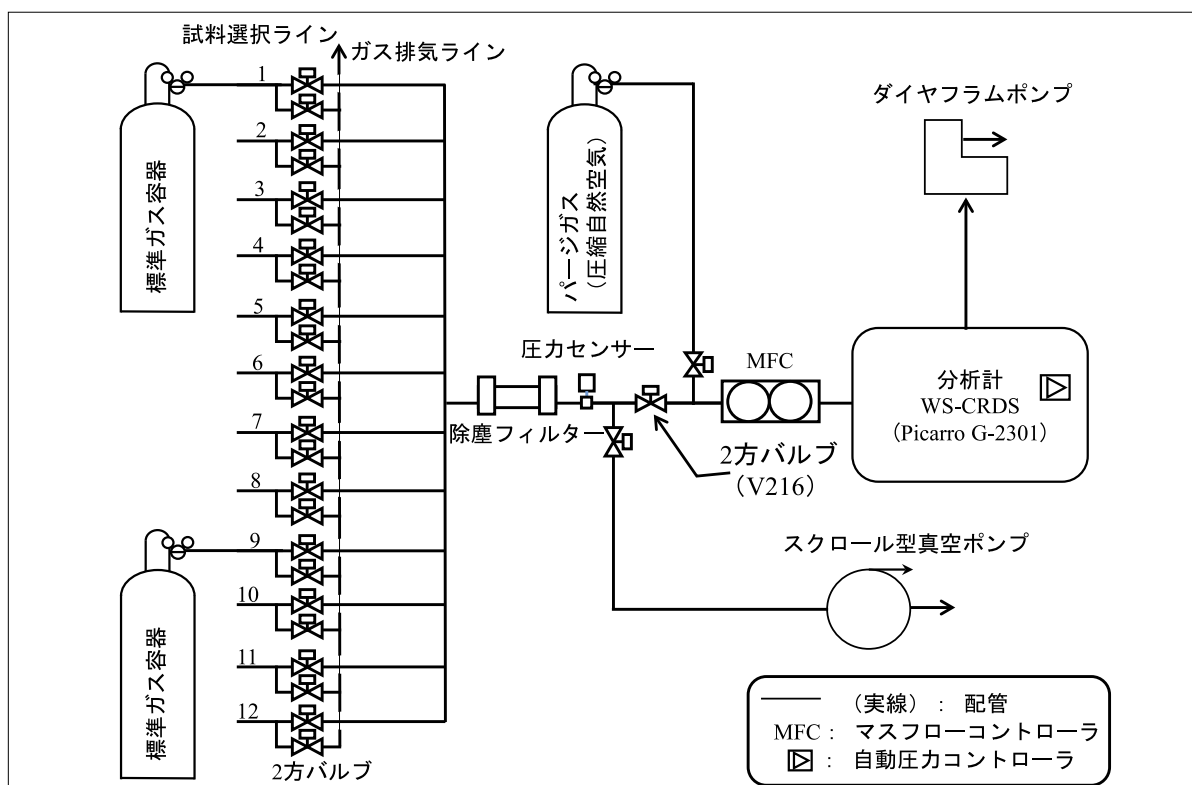 試料選択ライン
ガス排気ライン
1
2
3
4
5
6
7
8
9
10
11
12
標準ガス容器
標準ガス容器
2方バルブ
パージガス
（圧縮自然空気）
圧力センサー
除塵フィルター
MFC
2方バルブ
（V216）
ダイヤフラムポンプ
分析計
WS-CRDS
(Picarro G-2301)
スクロール型真空ポンプ
（実線）： 配管
MFC： マスフローコントローラ
： 自動圧力コントローラ